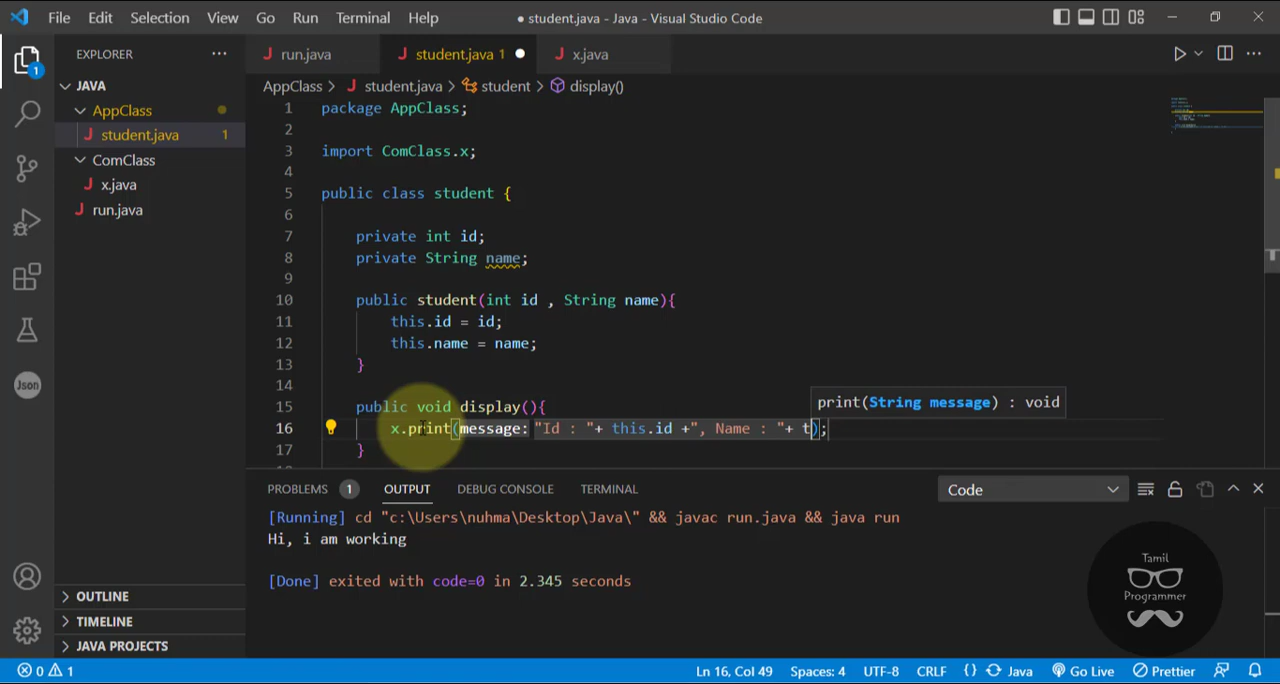 File Edit Selection View Go Run Terminal Help ● student.java - Java - Visual Studio Code
EXPLORER ···
1
JAVA
AppClass
student.java 1
ComClass
x.java
run.java
OUTLINE
TIMELINE
JAVA PROJECTS
run.java student.java 1 x.java
AppClass > student.java > student > display()
1 package AppClass;
2
3 import ComClass.x;
4
5 public class student {
6
7 private int id;
8 private String name;
9
10 public student(int id , String name){
11 this.id = id;
12 this.name = name;
13 }
14
15 public void display(){
print(String message) : void
16 x.print(message: "Id : "+ this.id +", Name : "+ t);
17 }
PROBLEMS 1 OUTPUT DEBUG CONSOLE TERMINAL Code
[Running] cd "c:\Users\nuhma\Desktop\Java\" && javac run.java && java run
Hi, i am working
[Done] exited with code=0 in 2.345 seconds
Json
Tamil
Programmer
0 1 Ln 16, Col 49 Spaces: 4 UTF-8 CRLF {} Java Go Live Prettier